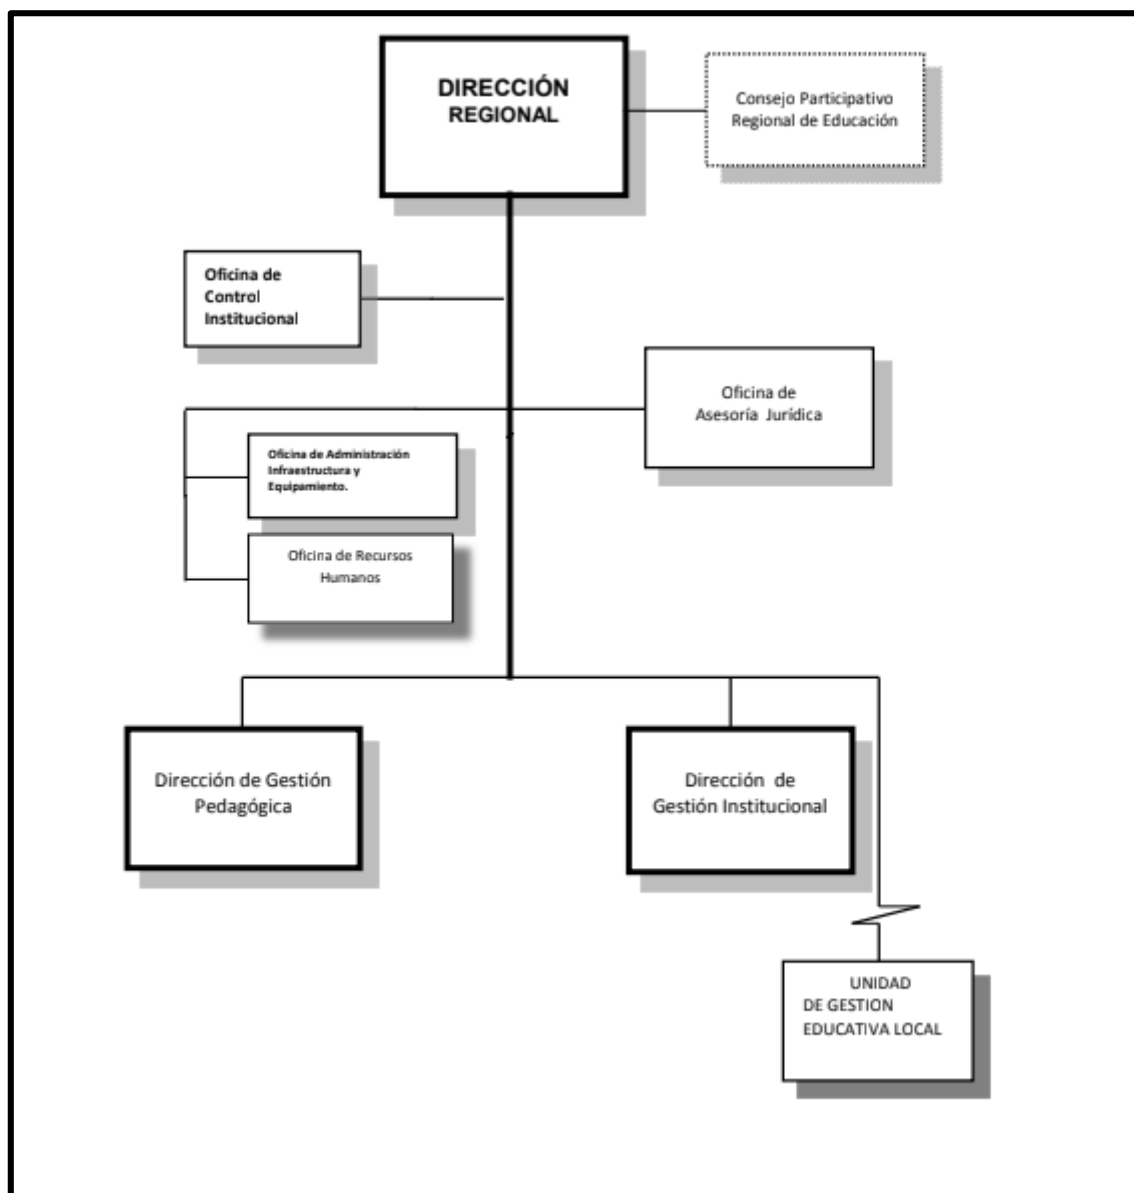 DIRECCIÓN
REGIONAL
Consejo Participativo
Regional de Educación
Oficina de
Control
Institucional
Oficina de
Asesoría Jurídica
Oficina de Administración
Infraestructura y
Equipamiento.
Oficina de Recursos
Humanos
Dirección de Gestión
Pedagógica
Dirección de
Gestión Institucional
UNIDAD
DE GESTION
EDUCATIVA LOCAL